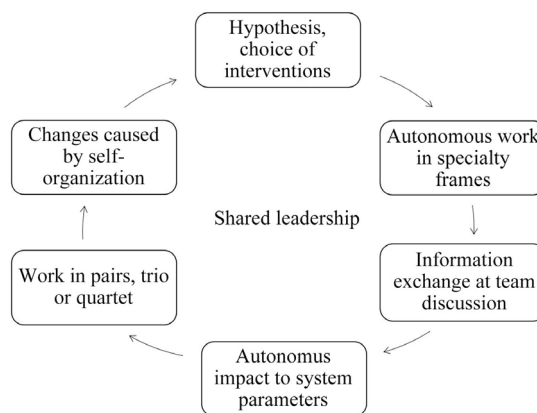 Hypothesis,
choice of
interventions
Autonomous work
in specialty
frames
Information
exchange at team
discussion
Autonomus
impact to system
parameters
Work in pairs, trio
or quartet
Changes caused
by self-
organization
Shared leadership